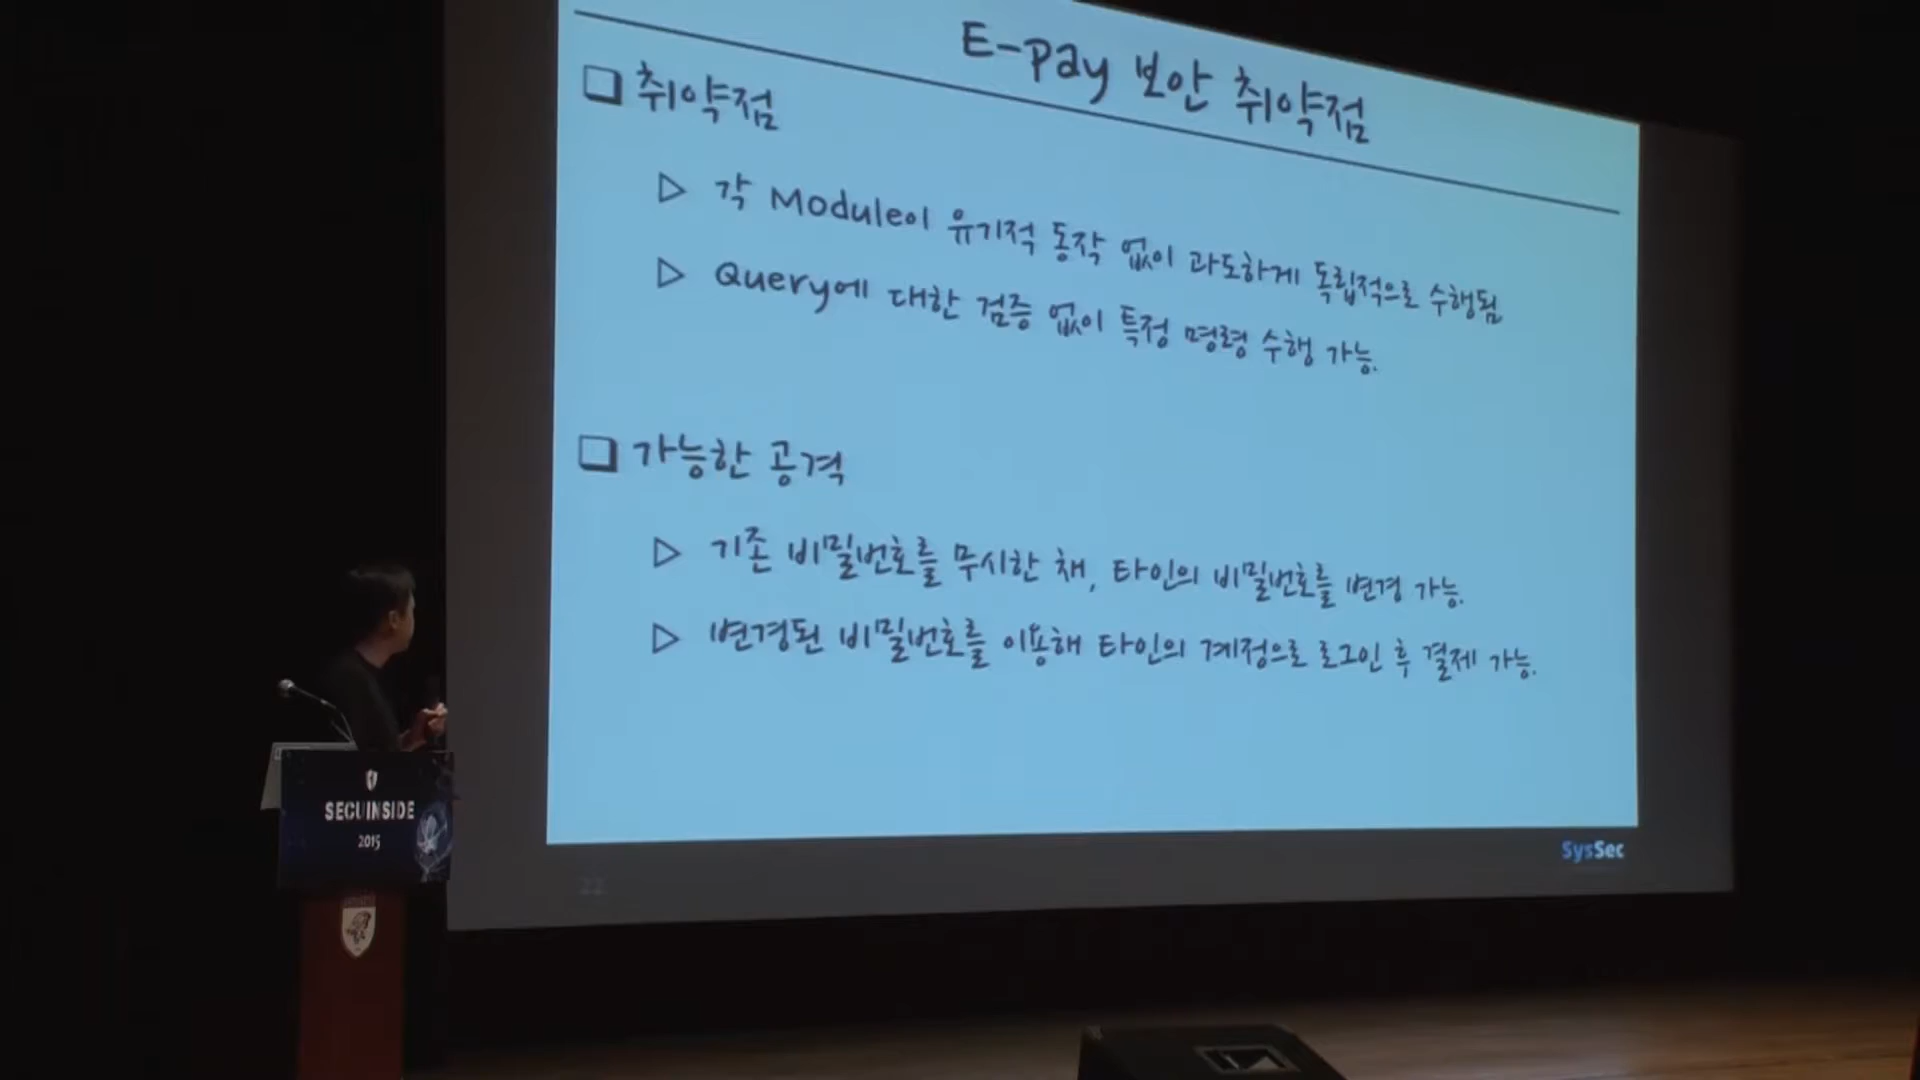 E-pay 보안 취약점
취약점
각 Module이 유기적 동작 없이 과도하게 독립적으로 수행됨
Query에 대한 검증 없이 특정 명령 수행 가능.
가능한 공격
기존 비밀번호를 무시한 채, 타인의 비밀번호를 변경 가능.
변경된 비밀번호를 이용해 타인의 계정으로 로그인 후 결제 가능.
SysSec
22
SECUINSIDE
2015